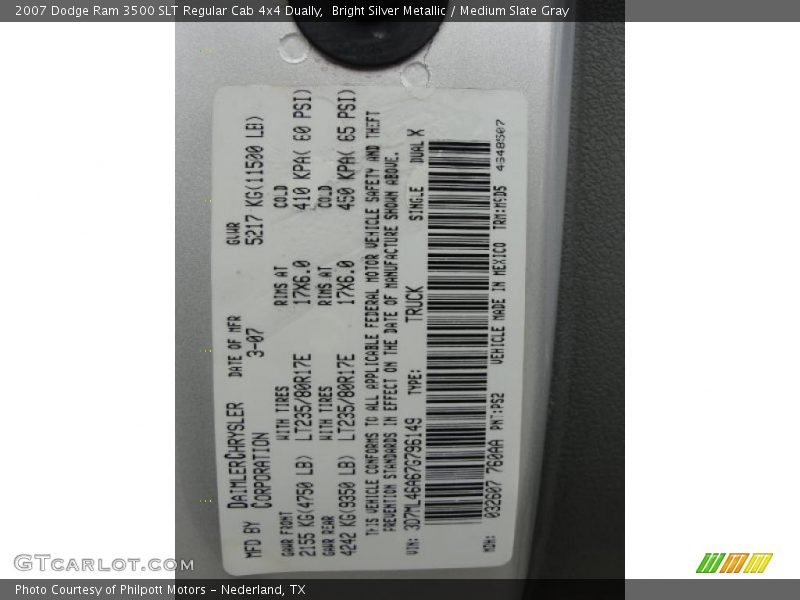 2007 Dodge Ram 3500 SLT Regular Cab 4x4 Dually,  Bright Silver Metallic / Medium Slate Gray
MFD BY DAIMLERCHRYSLER CORPORATION DATE OF MFR 3-07 GVWR 5217 KG(11500 LB)
GAWR FRONT WITH TIRES RIMS AT COLD
2155 KG(4750 LB) LT235/80R17E 17X6.0 410 KPA( 60 PSI)
GAWR REAR WITH TIRES RIMS AT COLD
4242 KG(9350 LB) LT235/80R17E 17X6.0 450 KPA( 65 PSI)
THIS VEHICLE CONFORMS TO ALL APPLICABLE FEDERAL MOTOR VEHICLE SAFETY AND THEFT
PREVENTION STANDARDS IN EFFECT ON THE DATE OF MANUFACTURE SHOWN ABOVE.
VIN: 3D7ML46A67G796149 TYPE: TRUCK SINGLE DUAL X
MDH: 032607 760AA PNT:PS2 VEHICLE MADE IN MEXICO TRM:M9D5 4648507
GTCarLot.com
Photo Courtesy of Philpott Motors - Nederland, TX